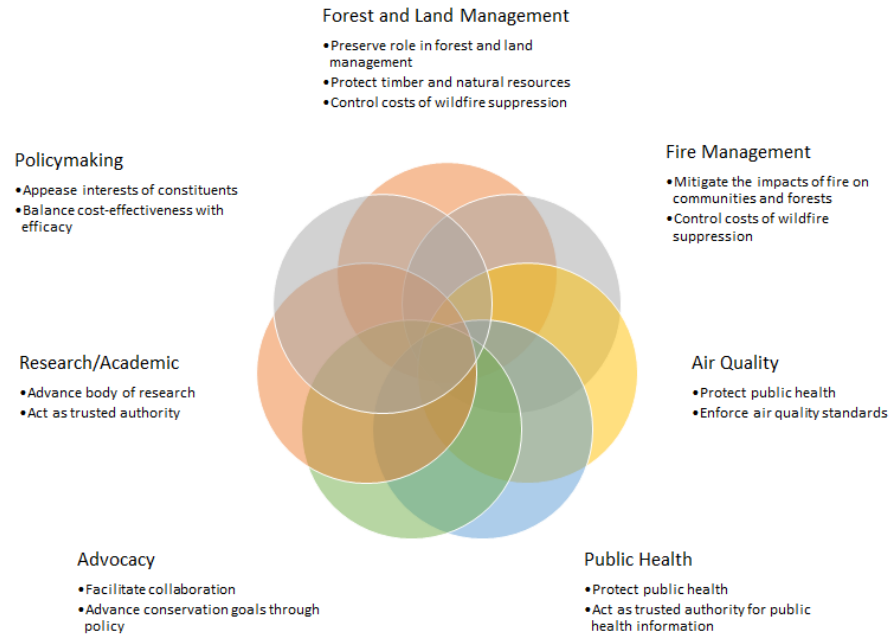 Forest and Land Management
•Preserve role in forest and land
management
•Protect timber and natural resources
•Control costs of wildfire suppression
Policymaking
•Appease interests of constituents
•Balance cost-effectiveness with
efficacy
Fire Management
•Mitigate the impacts of fire on
communities and forests
•Control costs of wildfire
suppression
Research/Academic
•Advance body of research
•Act as trusted authority
Air Quality
•Protect public health
•Enforce air quality standards
Advocacy
•Facilitate collaboration
•Advance conservation goals through
policy
Public Health
•Protect public health
•Act as trusted authority for public
health information